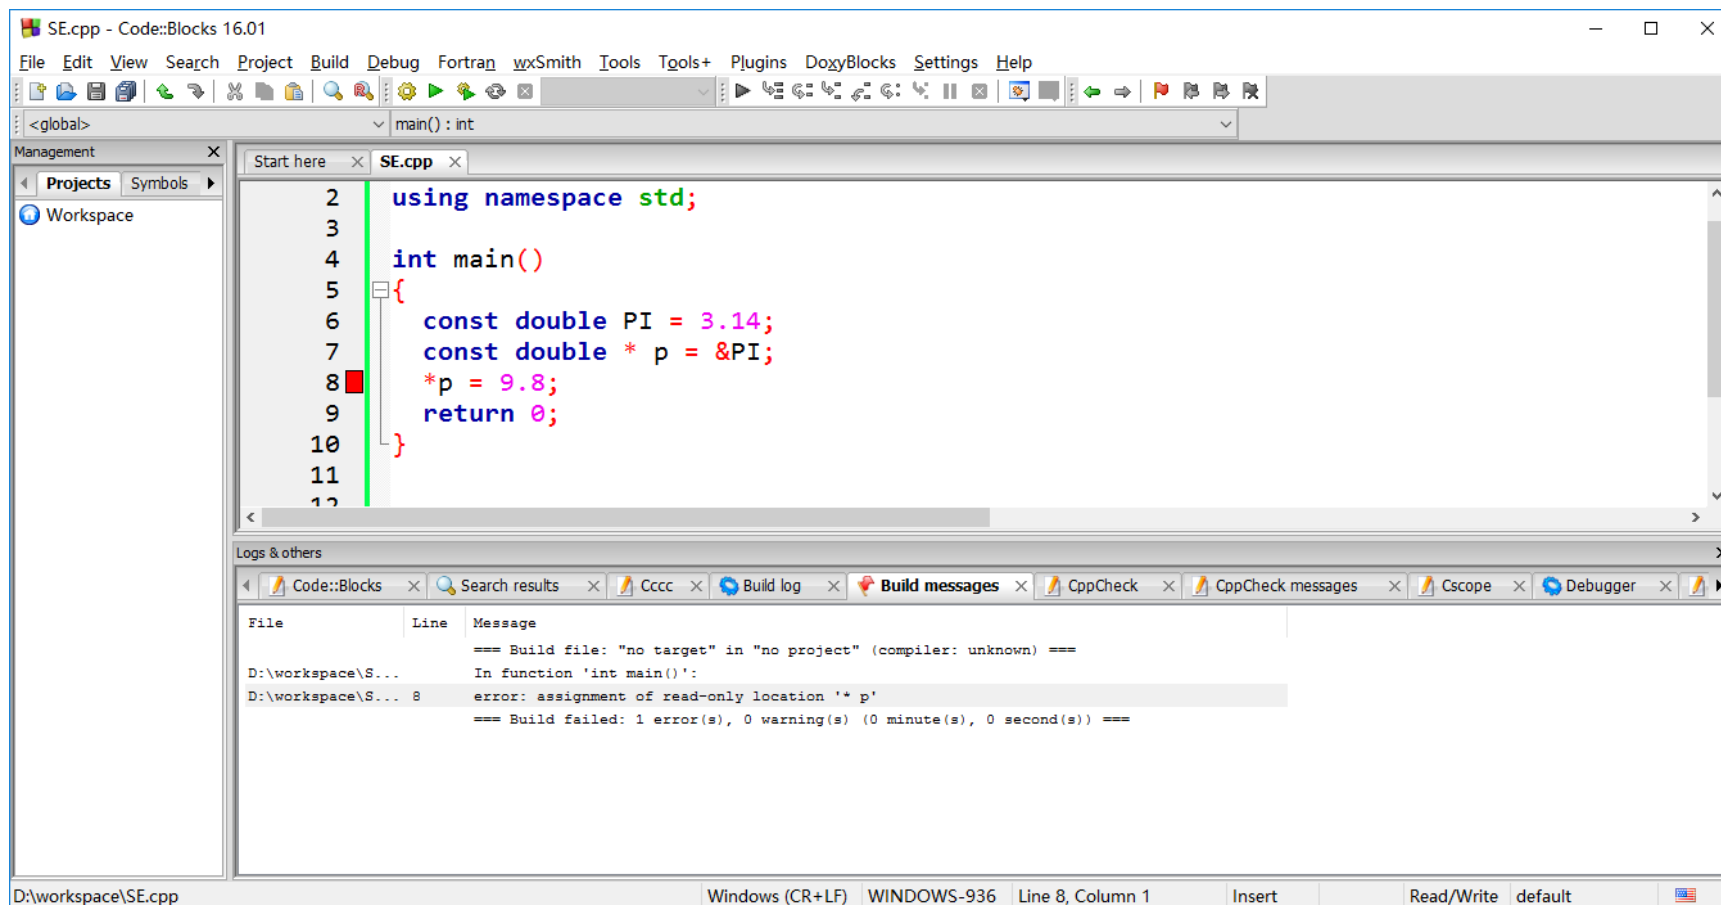 SE.cpp - Code::Blocks 16.01
File Edit View Search Project Build Debug Fortran wxSmith Tools Tools+ Plugins DoxyBlocks Settings Help
<global> main() : int
Management
Projects Symbols
Workspace
Start here SE.cpp
2 using namespace std;
3
4 int main()
5 {
6 const double PI = 3.14;
7 const double * p = &PI;
8 *p = 9.8;
9 return 0;
10 }
11
12
Logs & others
Code::Blocks Search results Cccc Build log Build messages CppCheck CppCheck messages Cscope Debugger
File Line Message
=== Build file: "no target" in "no project" (compiler: unknown) ===
D:\workspace\S... In function 'int main()':
D:\workspace\S... 8 error: assignment of read-only location '* p'
=== Build failed: 1 error(s), 0 warning(s) (0 minute(s), 0 second(s)) ===
D:\workspace\SE.cpp Windows (CR+LF) WINDOWS-936 Line 8, Column 1 Insert Read/Write default